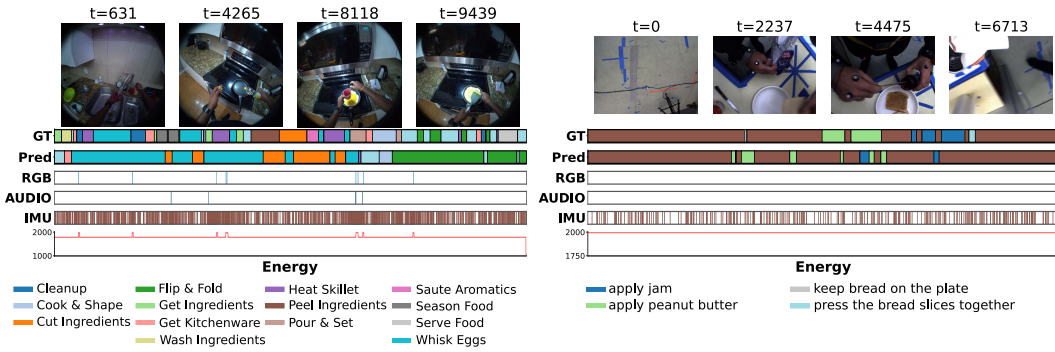 t=631 t=4265 t=8118 t=9439
GT
Pred
RGB
AUDIO
IMU
2000
1000
Energy
Cleanup
Cook & Shape
Cut Ingredients
Flip & Fold
Get Ingredients
Get Kitchenware
Wash Ingredients
Heat Skillet
Peel Ingredients
Pour & Set
Saute Aromatics
Season Food
Serve Food
Whisk Eggs
t=0 t=2237 t=4475 t=6713
GT
Pred
RGB
AUDIO
IMU
2000
1750
Energy
apply jam
apply peanut butter
keep bread on the plate
press the bread slices together